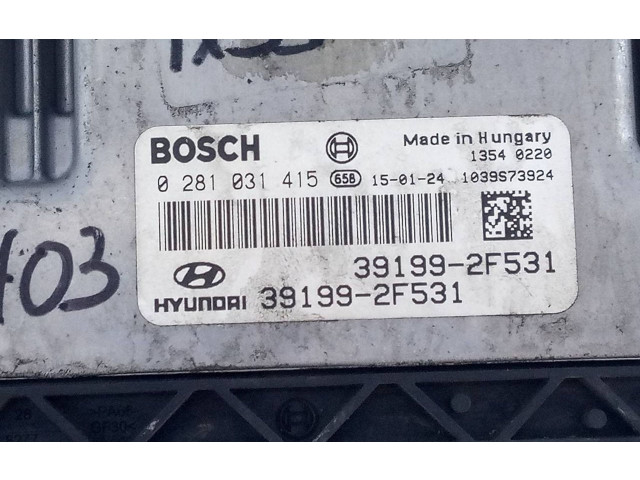 BOSCH
Made in Hungary
1354 0220
0 281 031 415 658 15-01-24 1039S73924
39199-2F531
HYUNDAI 39199-2F531
03